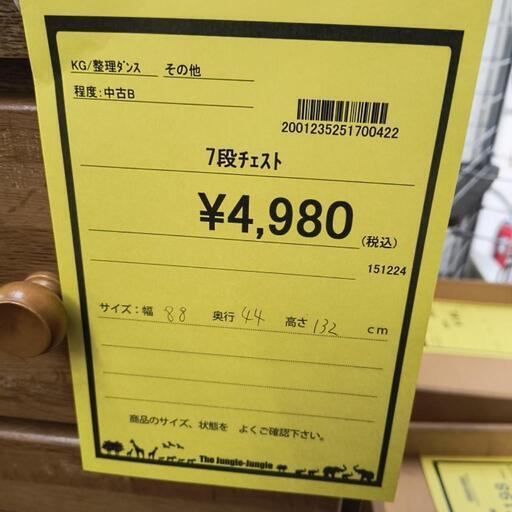 KG/整理ﾀﾞﾝｽ その他
程度:中古B
2001235251700422
7段ﾁｪｽﾄ
¥4,980 (税込)
151224
サイズ:幅 88 奥行 44 高さ 132 cm
商品のサイズ、状態を よくご確認下さい。
The Jungle-Jungle